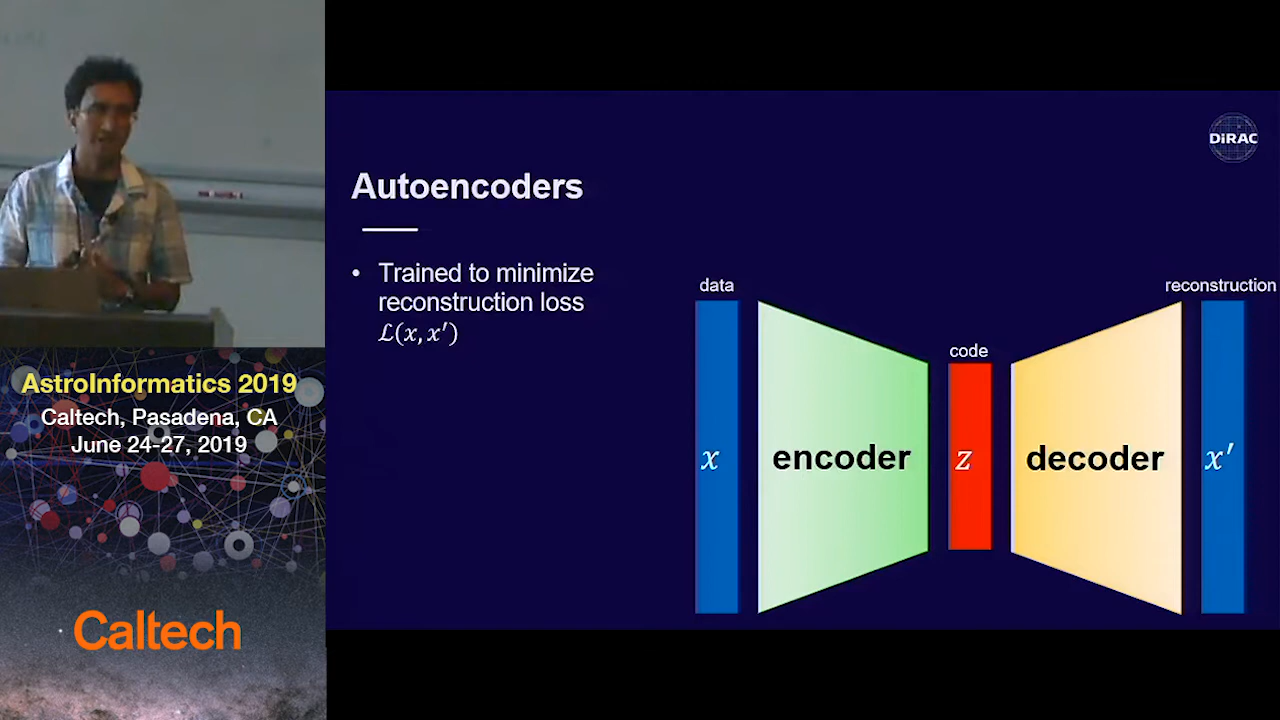 AstroInformatics 2019
Caltech, Pasadena, CA
June 24-27, 2019
Caltech
DiRAC
Autoencoders
• Trained to minimize
reconstruction loss
ℒ(x, x′)
data
reconstruction
code
x
encoder
z
decoder
x′